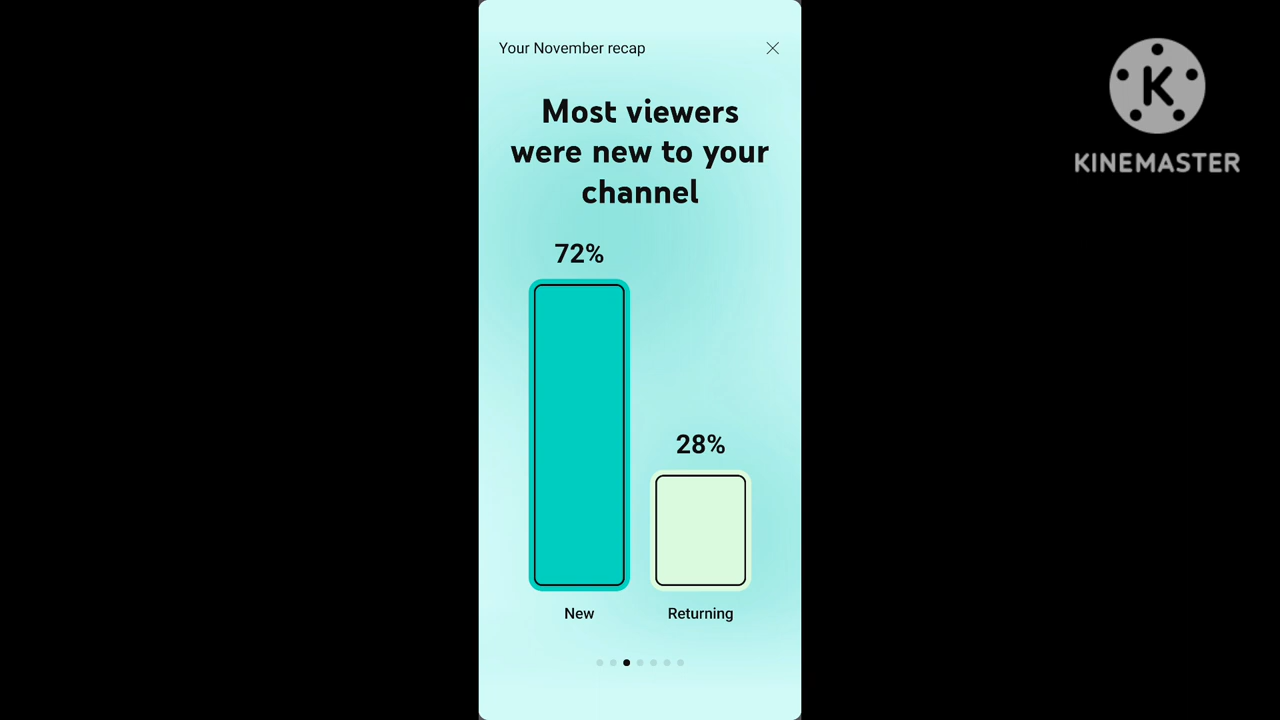 Your November recap
Most viewers
were new to your
channel
72%
28%
New
Returning
K
KINEMASTER